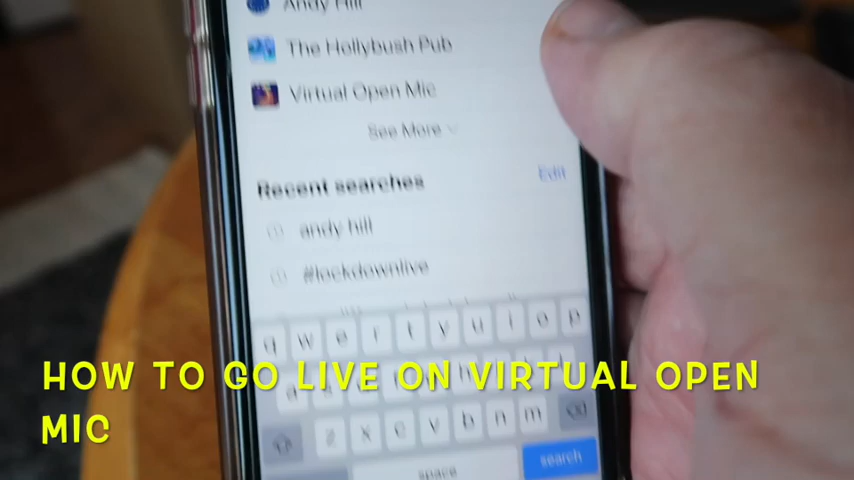 Andy Hill
The Hollybush Pub
Virtual Open Mic
See More
Recent searches Edit
andy hill
#lockdownlive
q w e r t y u i o p
HOW TO GO LIVE ON VIRTUAL OPEN
MIC
z x c v b n m
space search